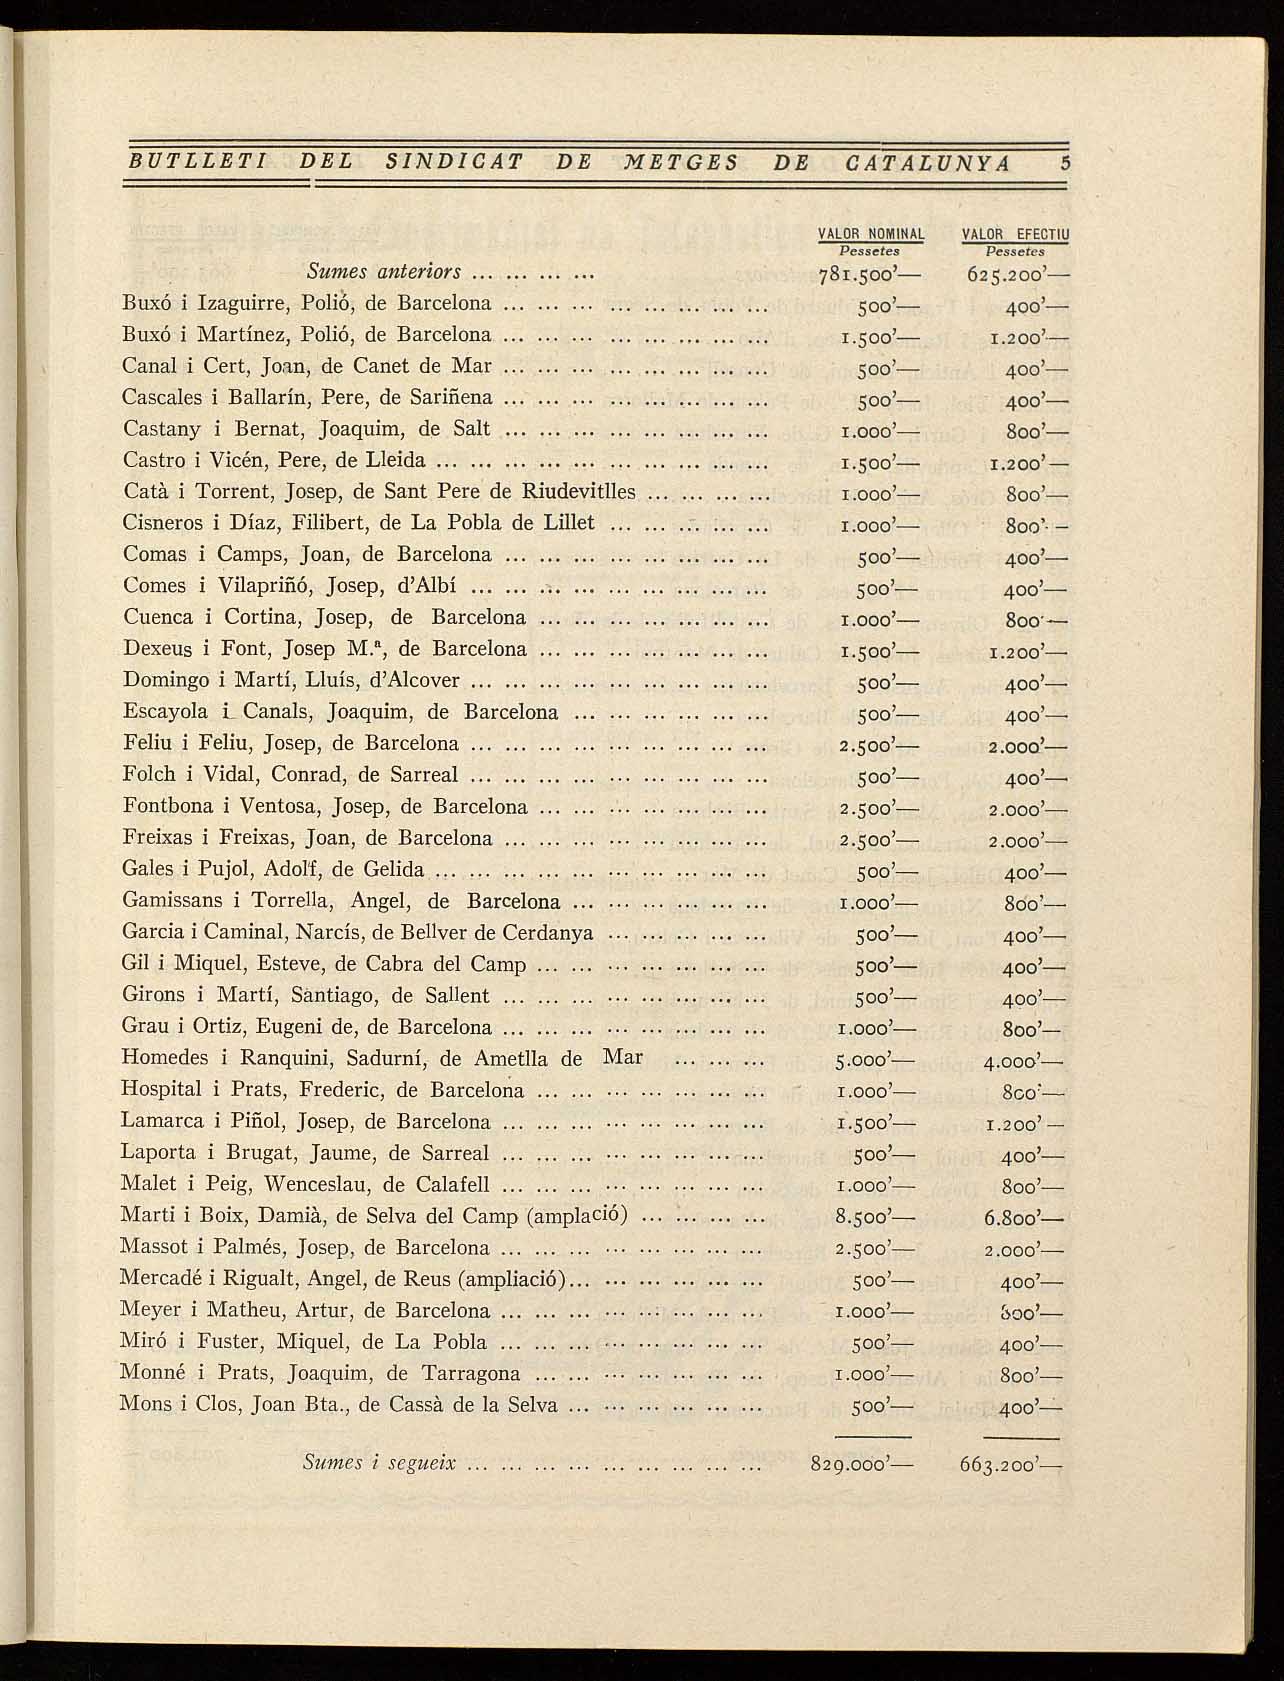 BUTLLETI DEL SINDICAT DE METGES DE CATALUNYA 5
VALOR NOMINAL VALOR EFECTIU
Pessetes Pessetes
Sumes anteriors ... ... ... ... 781.500’— 625.200’—
Buxó i Izaguirre, Polió, de Barcelona ... ... ... ... ... ... ... ... 500’— 400’—
Buxó i Martínez, Polió, de Barcelona ... ... ... ... ... ... ... ... 1.500’— 1.200’—
Canal i Cert, Joan, de Canet de Mar ... ... ... ... ... ... ... ... 500’— 400’—
Cascales i Ballarín, Pere, de Sariñena ... ... ... ... ... ... ... ... 500’— 400’—
Castany i Bernat, Joaquim, de Salt ... ... ... ... ... ... ... ... 1.000’— 800’—
Castro i Vicén, Pere, de Lleida ... ... ... ... ... ... ... ... ... ... 1.500’— 1.200’—
Catà i Torrent, Josep, de Sant Pere de Riudevitlles ... ... ... ... 1.000’— 800’—
Cisneros i Díaz, Filibert, de La Pobla de Lillet ... ... ... ... ... 1.000’— 800’—
Comas i Camps, Joan, de Barcelona ... ... ... ... ... ... ... ... 500’— 400’—
Comes i Vilapriñó, Josep, d’Albí ... ... ... ... ... ... ... ... ... 500’— 400’—
Cuenca i Cortina, Josep, de Barcelona ... ... ... ... ... ... ... 1.000’— 800’—
Dexeus i Font, Josep M.ª, de Barcelona ... ... ... ... ... ... ... 1.500’— 1.200’—
Domingo i Martí, Lluís, d’Alcover ... ... ... ... ... ... ... ... ... 500’— 400’—
Escayola i Canals, Joaquim, de Barcelona ... ... ... ... ... ... 500’— 400’—
Feliu i Feliu, Josep, de Barcelona ... ... ... ... ... ... ... ... ... 2.500’— 2.000’—
Folch i Vidal, Conrad, de Sarreal ... ... ... ... ... ... ... ... ... 500’— 400’—
Fontbona i Ventosa, Josep, de Barcelona ... ... ... ... ... ... ... 2.500’— 2.000’—
Freixas i Freixas, Joan, de Barcelona ... ... ... ... ... ... ... ... 2.500’— 2.000’—
Gales i Pujol, Adolf, de Gelida ... ... ... ... ... ... ... ... ... ... 500’— 400’—
Gamissans i Torrella, Angel, de Barcelona ... ... ... ... ... ... 1.000’— 800’—
Garcia i Caminal, Narcís, de Bellver de Cerdanya ... ... ... ... ... 500’— 400’—
Gil i Miquel, Esteve, de Cabra del Camp ... ... ... ... ... ... ... 500’— 400’—
Girons i Martí, Santiago, de Sallent ... ... ... ... ... ... ... ... 500’— 400’—
Grau i Ortiz, Eugeni de, de Barcelona ... ... ... ... ... ... ... ... 1.000’— 800’—
Homedes i Ranquini, Sadurní, de Ametlla de Mar ... ... ... 5.000’— 4.000’—
Hospital i Prats, Frederic, de Barcelona ... ... ... ... ... ... ... 1.000’— 800’—
Lamarca i Piñol, Josep, de Barcelona ... ... ... ... ... ... ... ... 1.500’— 1.200’—
Laporta i Brugat, Jaume, de Sarreal ... ... ... ... ... ... ... ... 500’— 400’—
Malet i Peig, Wenceslau, de Calafell ... ... ... ... ... ... ... ... 1.000’— 800’—
Marti i Boix, Damià, de Selva del Camp (amplació) ... ... ... ... 8.500’— 6.800’—
Massot i Palmés, Josep, de Barcelona ... ... ... ... ... ... ... ... 2.500’— 2.000’—
Mercadé i Rigualt, Angel, de Reus (ampliació)... ... ... ... ... ... 500’— 400’—
Meyer i Matheu, Artur, de Barcelona ... ... ... ... ... ... ... ... 1.000’— 800’—
Miró i Fuster, Miquel, de La Pobla ... ... ... ... ... ... ... ... 500’— 400’—
Monné i Prats, Joaquim, de Tarragona ... ... ... ... ... ... ... 1.000’— 800’—
Mons i Clos, Joan Bta., de Cassà de la Selva ... ... ... ... ... ... 500’— 400’—
Sumes i segueix ... ... ... ... ... ... ... ... ... 829.000’— 663.200’—